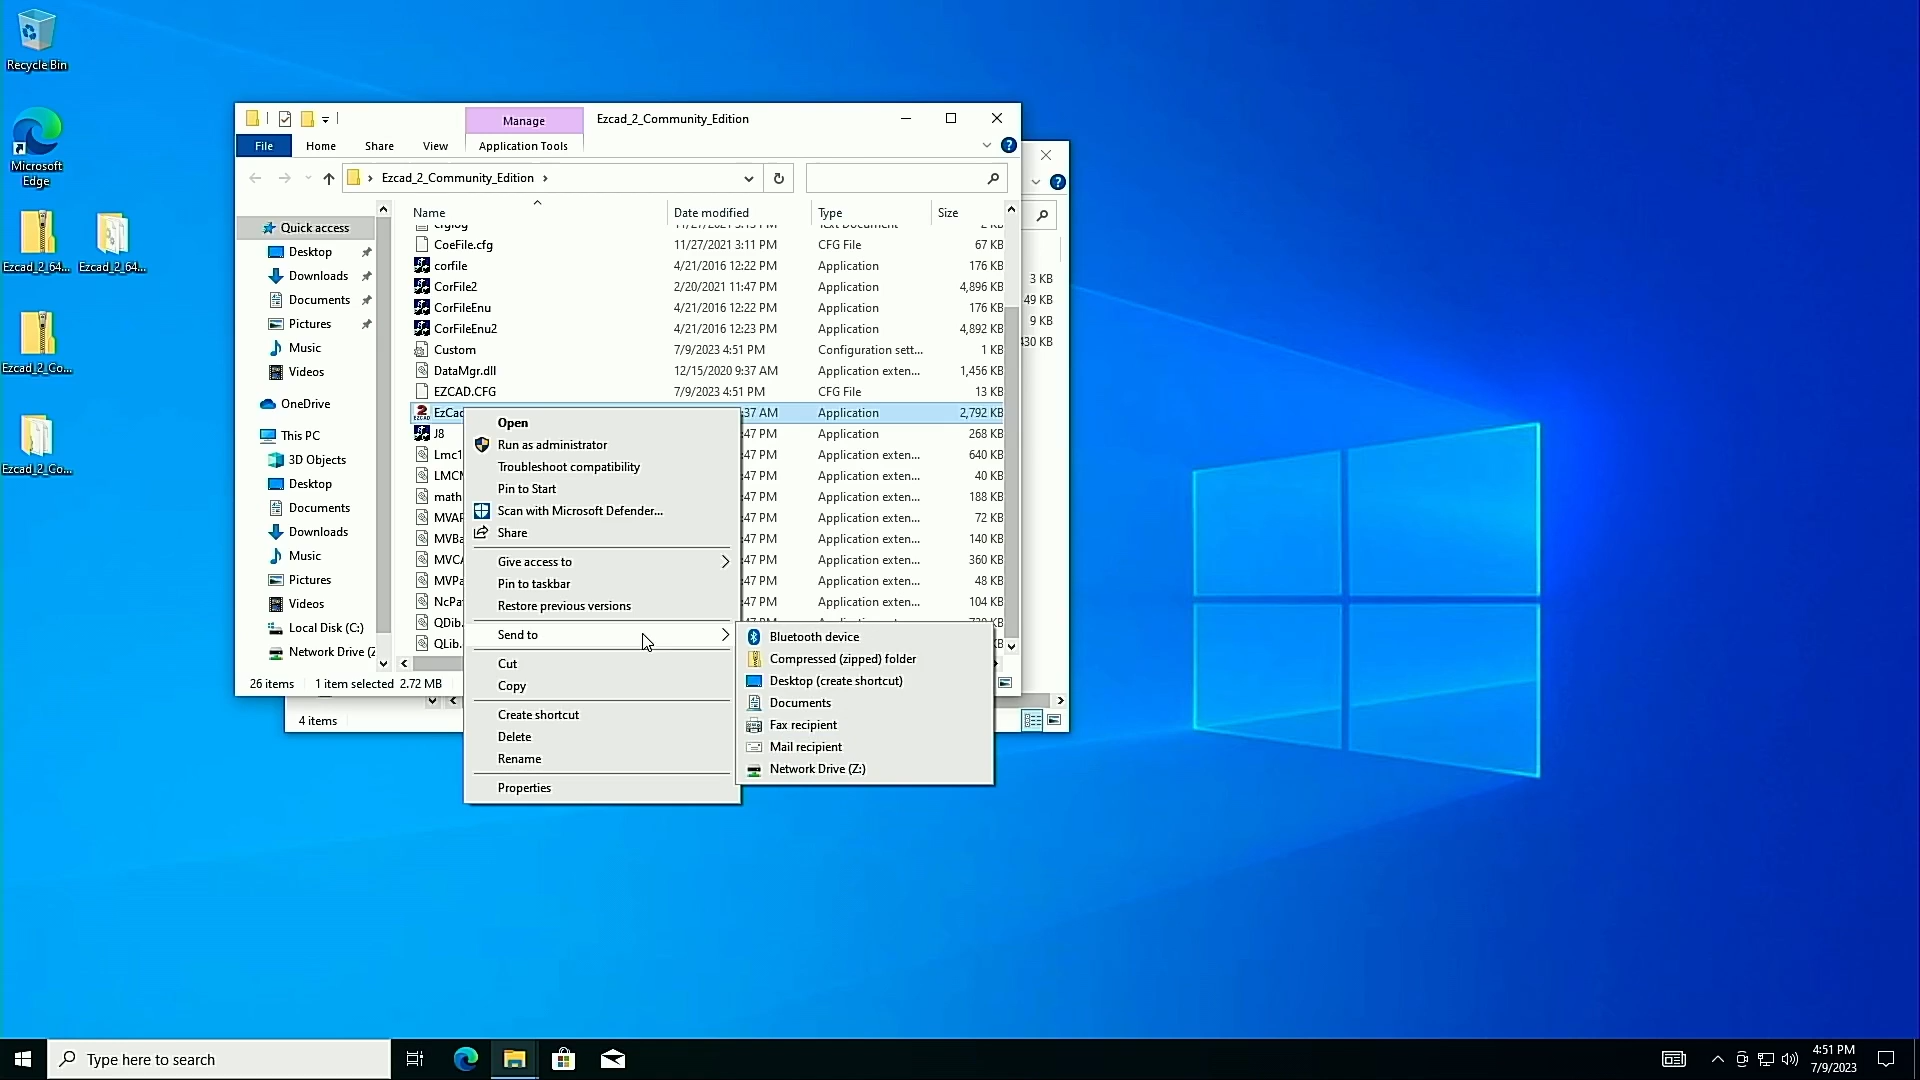 Recycle Bin
Microsoft
Edge
Ezcad_2_64...
Ezcad_2_64...
Ezcad_2_Co...
Ezcad_2_Co...
Manage
Ezcad_2_Community_Edition
File
Home
Share
View
Application Tools
Ezcad_2_Community_Edition
Quick access
Desktop
Downloads
Documents
Pictures
Music
Videos
OneDrive
This PC
3D Objects
Desktop
Documents
Downloads
Music
Pictures
Videos
Local Disk (C:)
Network Drive (Z
Name
Date modified
Type
Size
CoeFile.cfg 11/27/2021 3:11 PM CFG File 67 KB
corfile 4/21/2016 12:22 PM Application 176 KB
CorFile2 2/20/2021 11:47 PM Application 4,896 KB
CorFileEnu 4/21/2016 12:22 PM Application 176 KB
CorFileEnu2 4/21/2016 12:23 PM Application 4,892 KB
Custom 7/9/2023 4:51 PM Configuration sett... 1 KB
DataMgr.dll 12/15/2020 9:37 AM Application exten... 1,456 KB
EZCAD.CFG 7/9/2023 4:51 PM CFG File 13 KB
EzCad :37 AM Application 2,792 KB
J8 :47 PM Application 268 KB
Lmc1 :47 PM Application exten... 640 KB
LMCM :47 PM Application exten... 40 KB
math :47 PM Application exten... 188 KB
MVAP :47 PM Application exten... 72 KB
MVBa :47 PM Application exten... 140 KB
MVCA :47 PM Application exten... 360 KB
MVPa :47 PM Application exten... 48 KB
NcPa :47 PM Application exten... 104 KB
QDib.
QLib.
26 items
1 item selected 2.72 MB
3 KB
49 KB
9 KB
430 KB
4 items
Open
Run as administrator
Troubleshoot compatibility
Pin to Start
Scan with Microsoft Defender...
Share
Give access to
Pin to taskbar
Restore previous versions
Send to
Cut
Copy
Create shortcut
Delete
Rename
Properties
Bluetooth device
Compressed (zipped) folder
Desktop (create shortcut)
Documents
Fax recipient
Mail recipient
Network Drive (Z:)
Type here to search
4:51 PM
7/9/2023